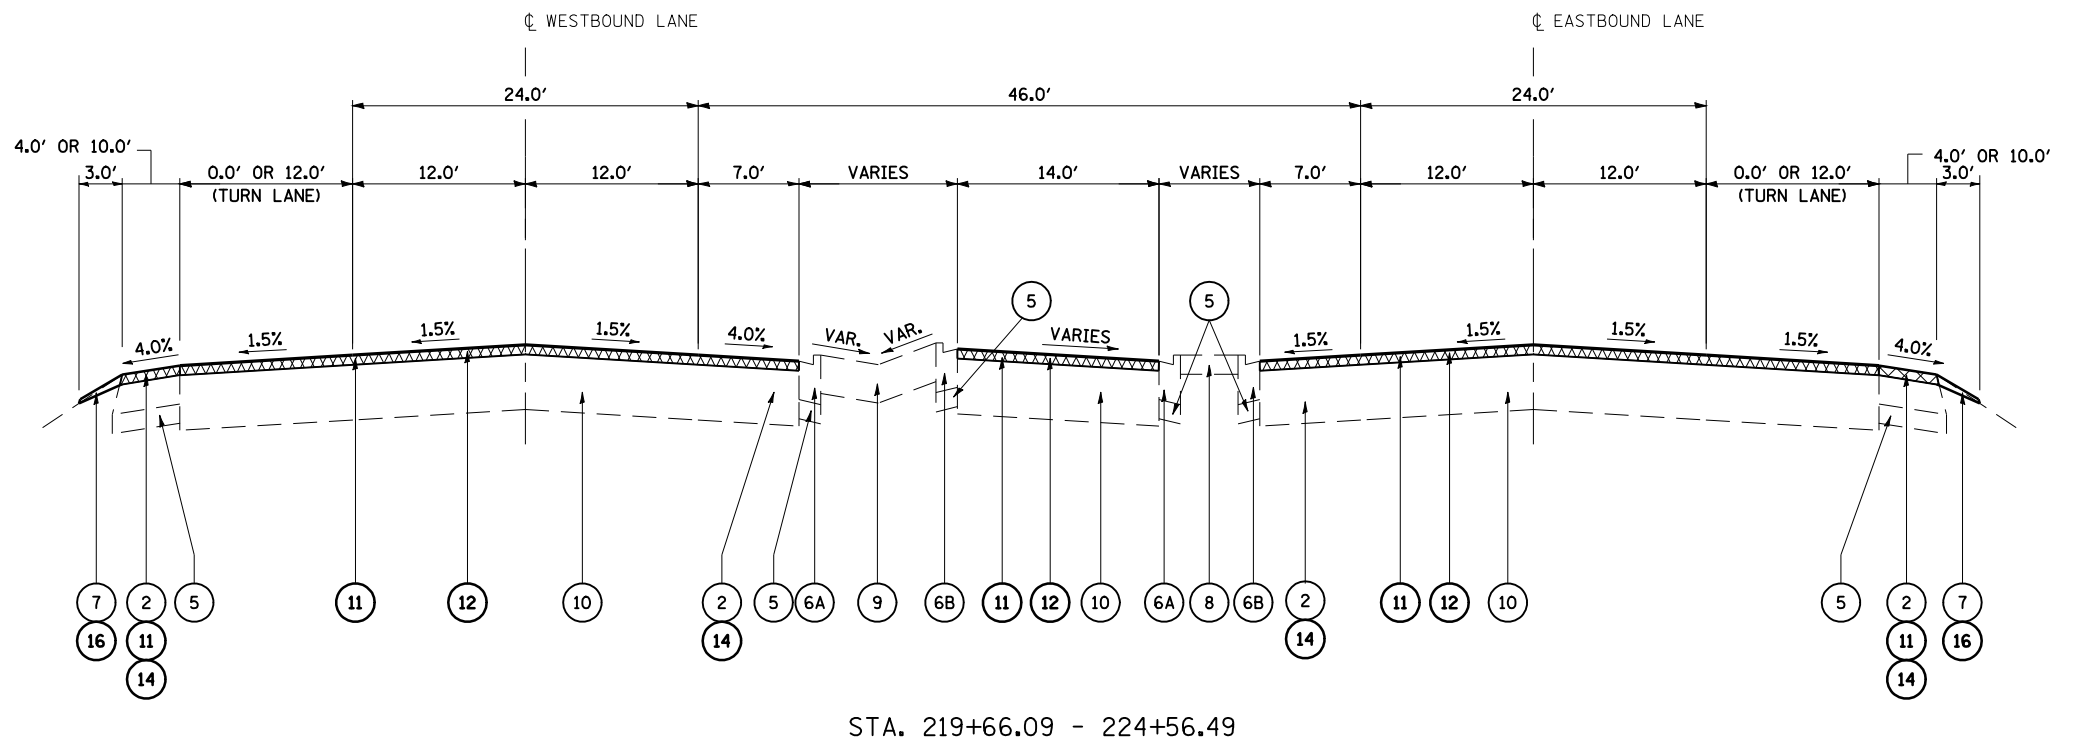 ℄ WESTBOUND LANE
℄ EASTBOUND LANE
24.0' 46.0' 24.0'
4.0' OR 10.0' 4.0' OR 10.0'
3.0' 0.0' OR 12.0' 12.0' 12.0' 7.0' VARIES 14.0' VARIES 7.0' 12.0' 12.0' 0.0' OR 12.0' 3.0'
(TURN LANE) (TURN LANE)
5 5
4.0% 1.5% 1.5% 1.5% 4.0% VAR. VAR. VARIES 1.5% 1.5% 1.5% 1.5% 4.0%
7 2 5 11 12 10 2 5 6A 9 6B 11 12 10 6A 8 6B 2 11 12 10 5 2 7
16 11 14 14 11 16
14 14
STA. 219+66.09 - 224+56.49